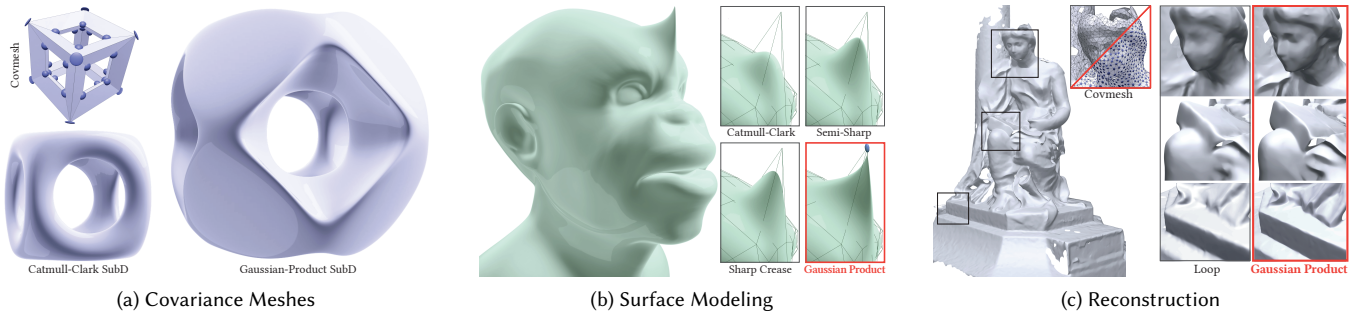 Covmesh
Catmull-Clark SubD
Gaussian-Product SubD
(a) Covariance Meshes
Catmull-Clark
Semi-Sharp
Sharp Crease
Gaussian Product
(b) Surface Modeling
Covmesh
Loop
Gaussian Product
(c) Reconstruction